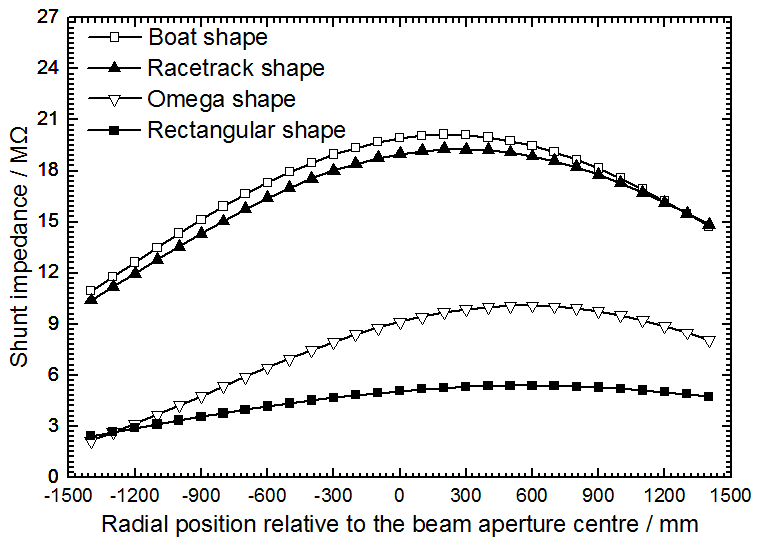 27
24
21
18
15
12
9
6
3
0
Shunt impedance / MΩ
Boat shape
Racetrack shape
Omega shape
Rectangular shape
-1500 -1200 -900 -600 -300 0 300 600 900 1200 1500
Radial position relative to the beam aperture centre / mm